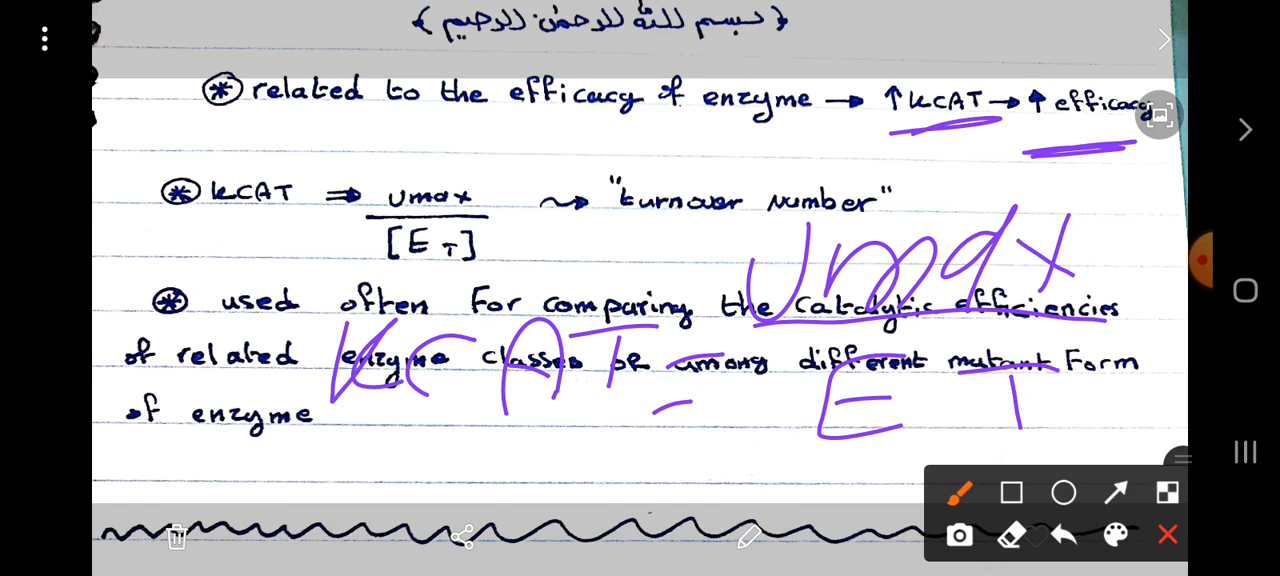 ﴿ بسم الله الرحمن الرحيم ﴾
* related to the efficacy of enzyme → ↑ KCAT → ↑ efficacy
* KCAT ⇒ Vmax / [E T] ⇝ "turnover number"
* used often For comparing the catalytic efficiencies
of related enzyme classes or among different mutant Form
of enzyme
KCAT = Vmax / ET